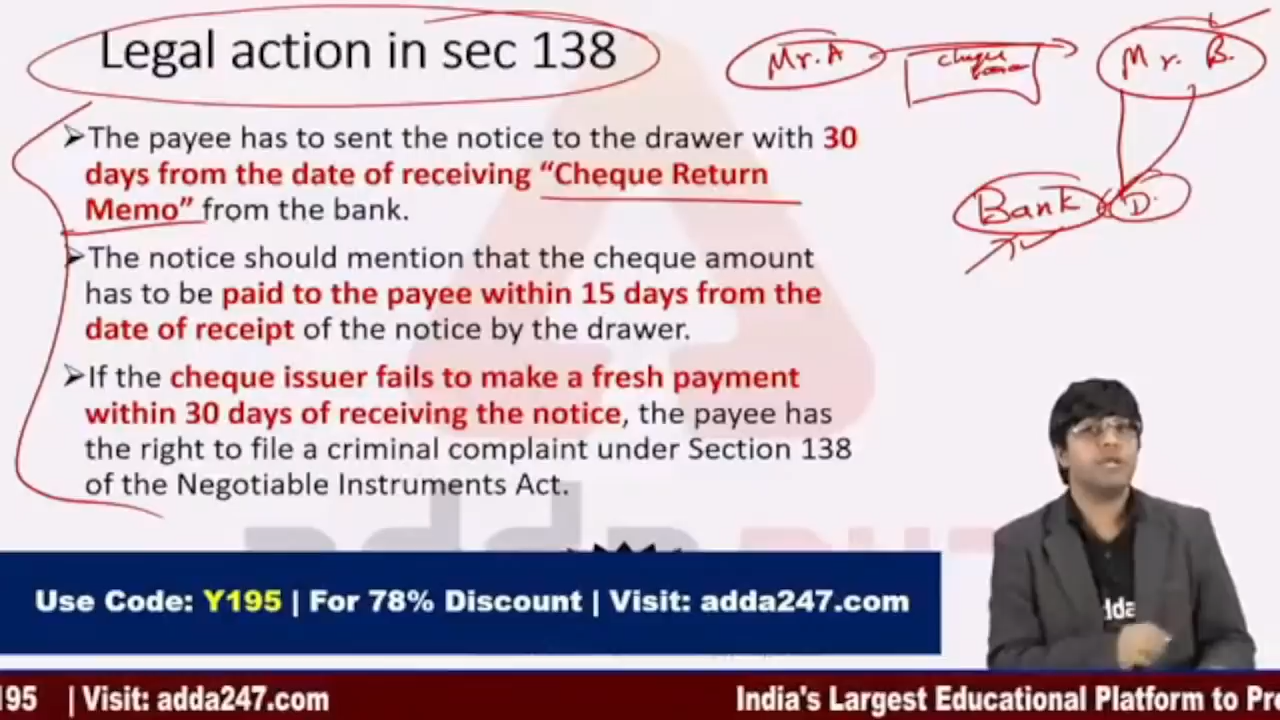 Legal action in sec 138
Mr. A
cheque
Mr. B.
➢The payee has to sent the notice to the drawer with 30
days from the date of receiving “Cheque Return
Memo” from the bank.
Bank
D.
➢The notice should mention that the cheque amount
has to be paid to the payee within 15 days from the
date of receipt of the notice by the drawer.
➢If the cheque issuer fails to make a fresh payment
within 30 days of receiving the notice, the payee has
the right to file a criminal complaint under Section 138
of the Negotiable Instruments Act.
Use Code: Y195 | For 78% Discount | Visit: adda247.com
dda
195 | Visit: adda247.com
India's Largest Educational Platform to Pre